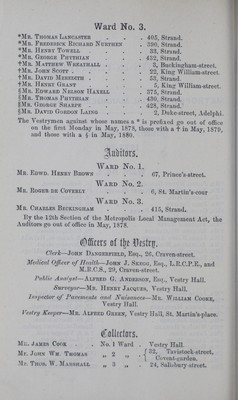 Ward No. 3.
*Mr. Thomas Lancaster . . . 405, Strand.
*Mr. Frederick Richard Nurthen . 390, Strand.
*Mr. Henry Towell . . . 33, Strand.
*Mr. George Phythian . . . 432, Strand.
†Mr. Matthew Weatherall . . . 3, Buckingham-street.
†Mr. John Scott . . . . 22, King William-street.
†Mr. David Meredith . . . . 53, Strand.
†Mr. Henry Grant . . . 5, King William-street.
§Mr. Edward Nelson Haxell . . 375, Strand.
§Mr. Thomas Phythian . . . 430, Strand.
§Mr. George Sharer . . . 428, Strand.
§Mr. David Gordon Laing . . 2, Duke-street, Adelphi.
The Vestrymen against whose names a * is prefixed go out of office
on the first Monday in May, 1878, those with a † in May, 1879,
and those with a § in May, 1880.
Auditors.
Ward No. 1.
Mr. Edwd. Henry Brown . . 67, Prince's-street.
Ward No. 2.
Mr. Roger de Coverly . . . 6, St. Martin's-cour
Ward No. 3.
Mr. Charles Beckingham . . 415, Strand.
By the 12th Section of the Metropolis Local Management Act, the
Auditors go out of office in May, 1878.
Officers of the Vestry.
Clerk—John Dangerfield, Esq., 26, Craven-street.
Medical Officer of Health—John J. Skegg, Esq., L.R.C.P.E., and
M.R.C.S., 29, Craven-street.
Public Analyst—Alfred G. Anderson, Esq., Vestry Hall.
Surveyor—Mr. Henry Jacques, Vestry Hall.
Inspector of Pavements and Nuisances—Mr. William Cooke,
Vestry Hall.
Vestry Keeper—Mr. Alfred Green, Vestry Hall, St. Martin's-place.
Collectors.
Mr. James Cook . No. 1 Ward . Vestry Hall.
Mr. John Wm Thomas „ 2 „ . { 32, Tavistock-street,
Covent-garden.
Mr. Thos. W. Marshall „ 3 „ . 24, Salisbury-street.